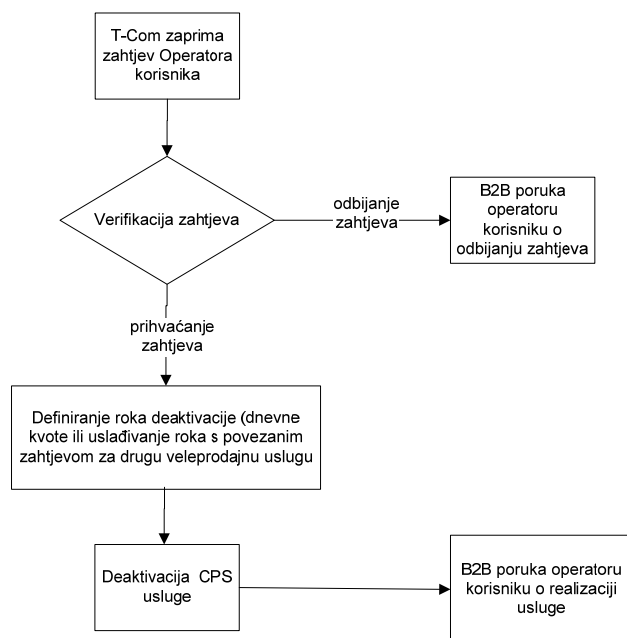 T-Com zaprima
zahtjev Operatora
korisnika
Verifikacija zahtjeva
odbijanje
zahtjeva
B2B poruka
operatoru
korisniku o
odbijanju zahtjeva
prihvaćanje
zahtjeva
Definiranje roka deaktivacije (dnevne
kvote ili uslađivanje roka s povezanim
zahtjevom za drugu veleprodajnu uslugu
Deaktivacija CPS
usluge
B2B poruka operatoru
korisniku o realizaciji
usluge